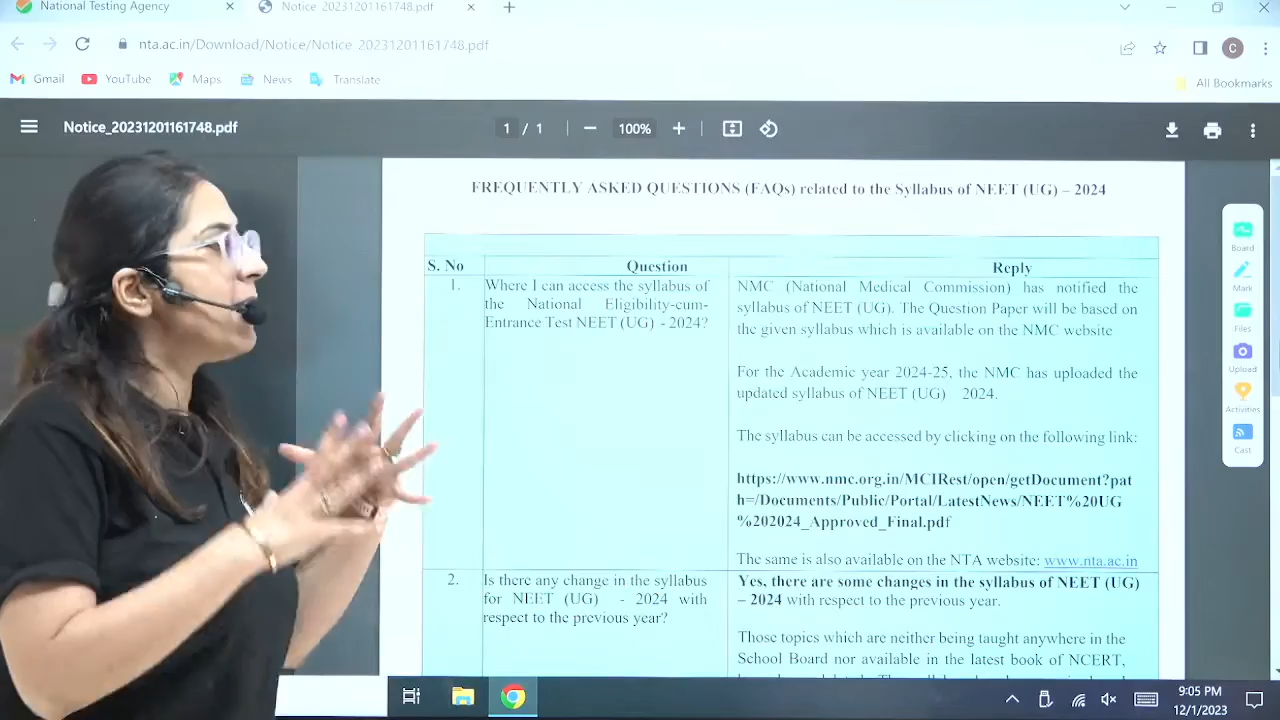 National Testing Agency
Notice_20231201161748.pdf
nta.ac.in/Download/Notice/Notice_20231201161748.pdf
C
Gmail
YouTube
Maps
News
Translate
All Bookmarks
Notice_20231201161748.pdf
1 / 1
100%
FREQUENTLY ASKED QUESTIONS (FAQs) related to the Syllabus of NEET (UG) – 2024
S. No
Question
Reply
1.
Where I can access the syllabus of
the National Eligibility-cum-
Entrance Test NEET (UG) - 2024?
NMC (National Medical Commission) has notified the
syllabus of NEET (UG). The Question Paper will be based on
the given syllabus which is available on the NMC website
For the Academic year 2024-25, the NMC has uploaded the
updated syllabus of NEET (UG) 2024.
The syllabus can be accessed by clicking on the following link:
https://www.nmc.org.in/MCIRest/open/getDocument?pat
h=/Documents/Public/Portal/LatestNews/NEET%20UG
%202024_Approved_Final.pdf
The same is also available on the NTA website: www.nta.ac.in
2.
Is there any change in the syllabus
for NEET (UG) - 2024 with
respect to the previous year?
Yes, there are some changes in the syllabus of NEET (UG)
– 2024 with respect to the previous year.
Those topics which are neither being taught anywhere in the
School Board nor available in the latest book of NCERT,
Board
Mark
Files
Upload
Activities
Cast
9:05 PM
12/1/2023